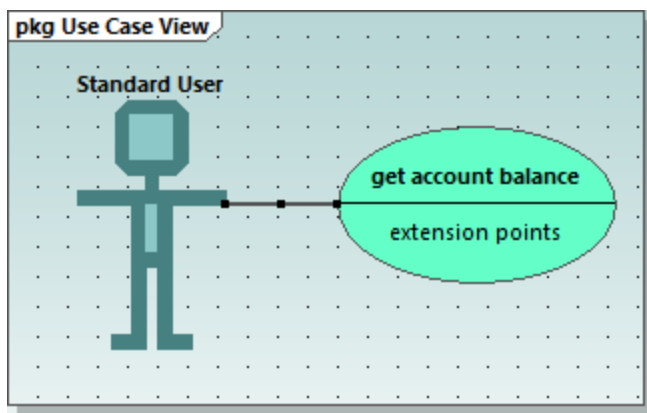 pkg Use Case View
Standard User
get account balance
extension points